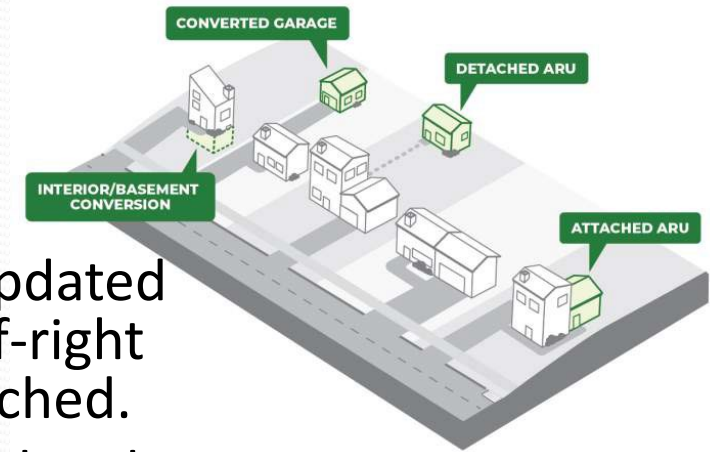 CONVERTED GARAGE
DETACHED ARU
INTERIOR/BASEMENT
CONVERSION
ATTACHED ARU
pdated
f-right
ched.